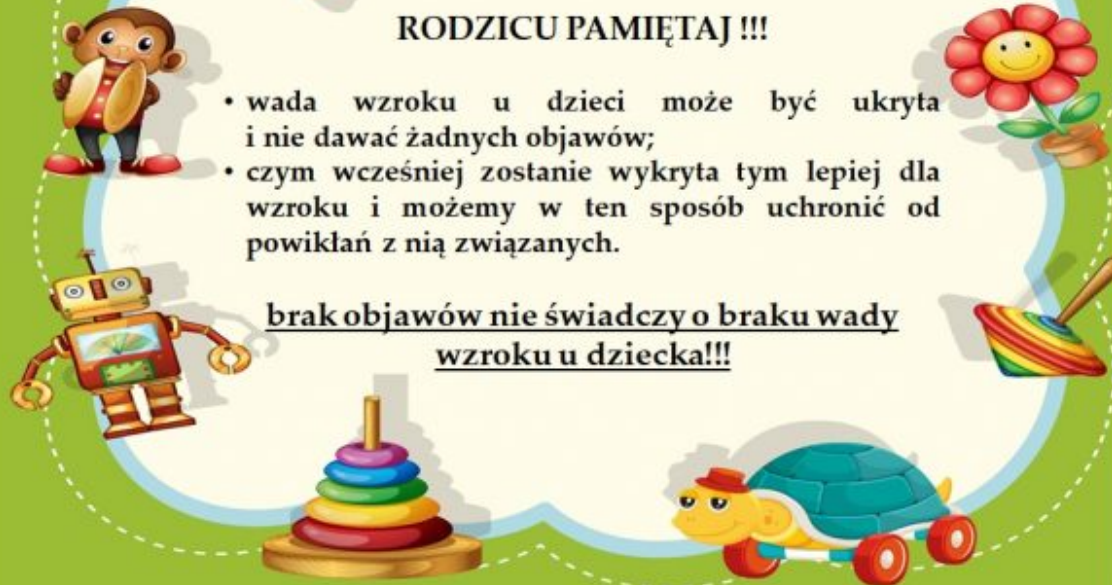 RODZICU PAMIĘTAJ !!!
• wada wzroku u dzieci może być ukryta
i nie dawać żadnych objawów;
• czym wcześniej zostanie wykryta tym lepiej dla
wzroku i możemy w ten sposób uchronić od
powikłań z nią związanych.
brak objawów nie świadczy o braku wady
wzroku u dziecka!!!